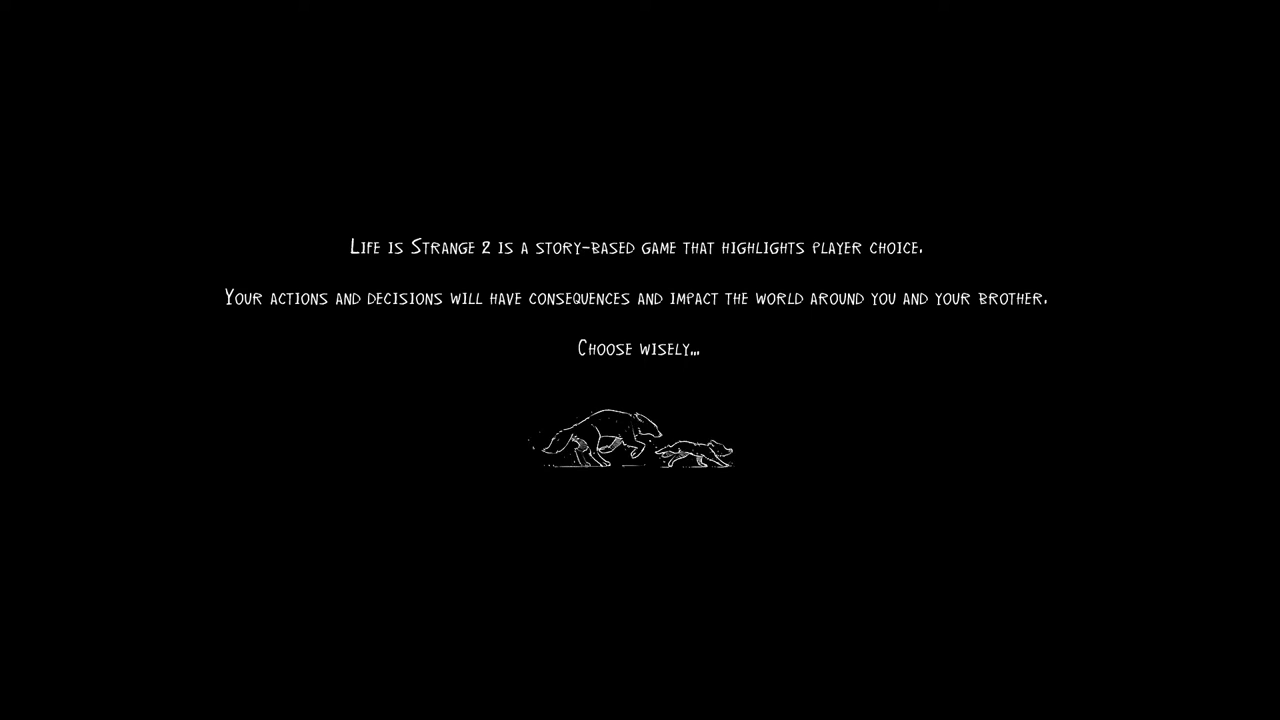 Life is Strange 2 is a story-based game that highlights player choice.
Your actions and decisions will have consequences and impact the world around you and your brother.
Choose wisely...